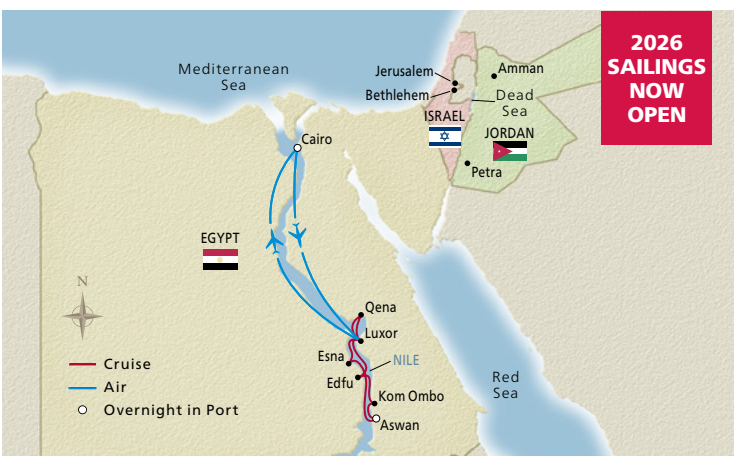 2026
SAILINGS
NOW
OPEN
Mediterranean
Sea
Jerusalem
Bethlehem
Amman
Dead
Sea
ISRAEL
JORDAN
Petra
Cairo
EGYPT
N
Qena
Luxor
Esna
NILE
Edfu
Kom Ombo
Aswan
Red
Sea
Cruise
Air
Overnight in Port